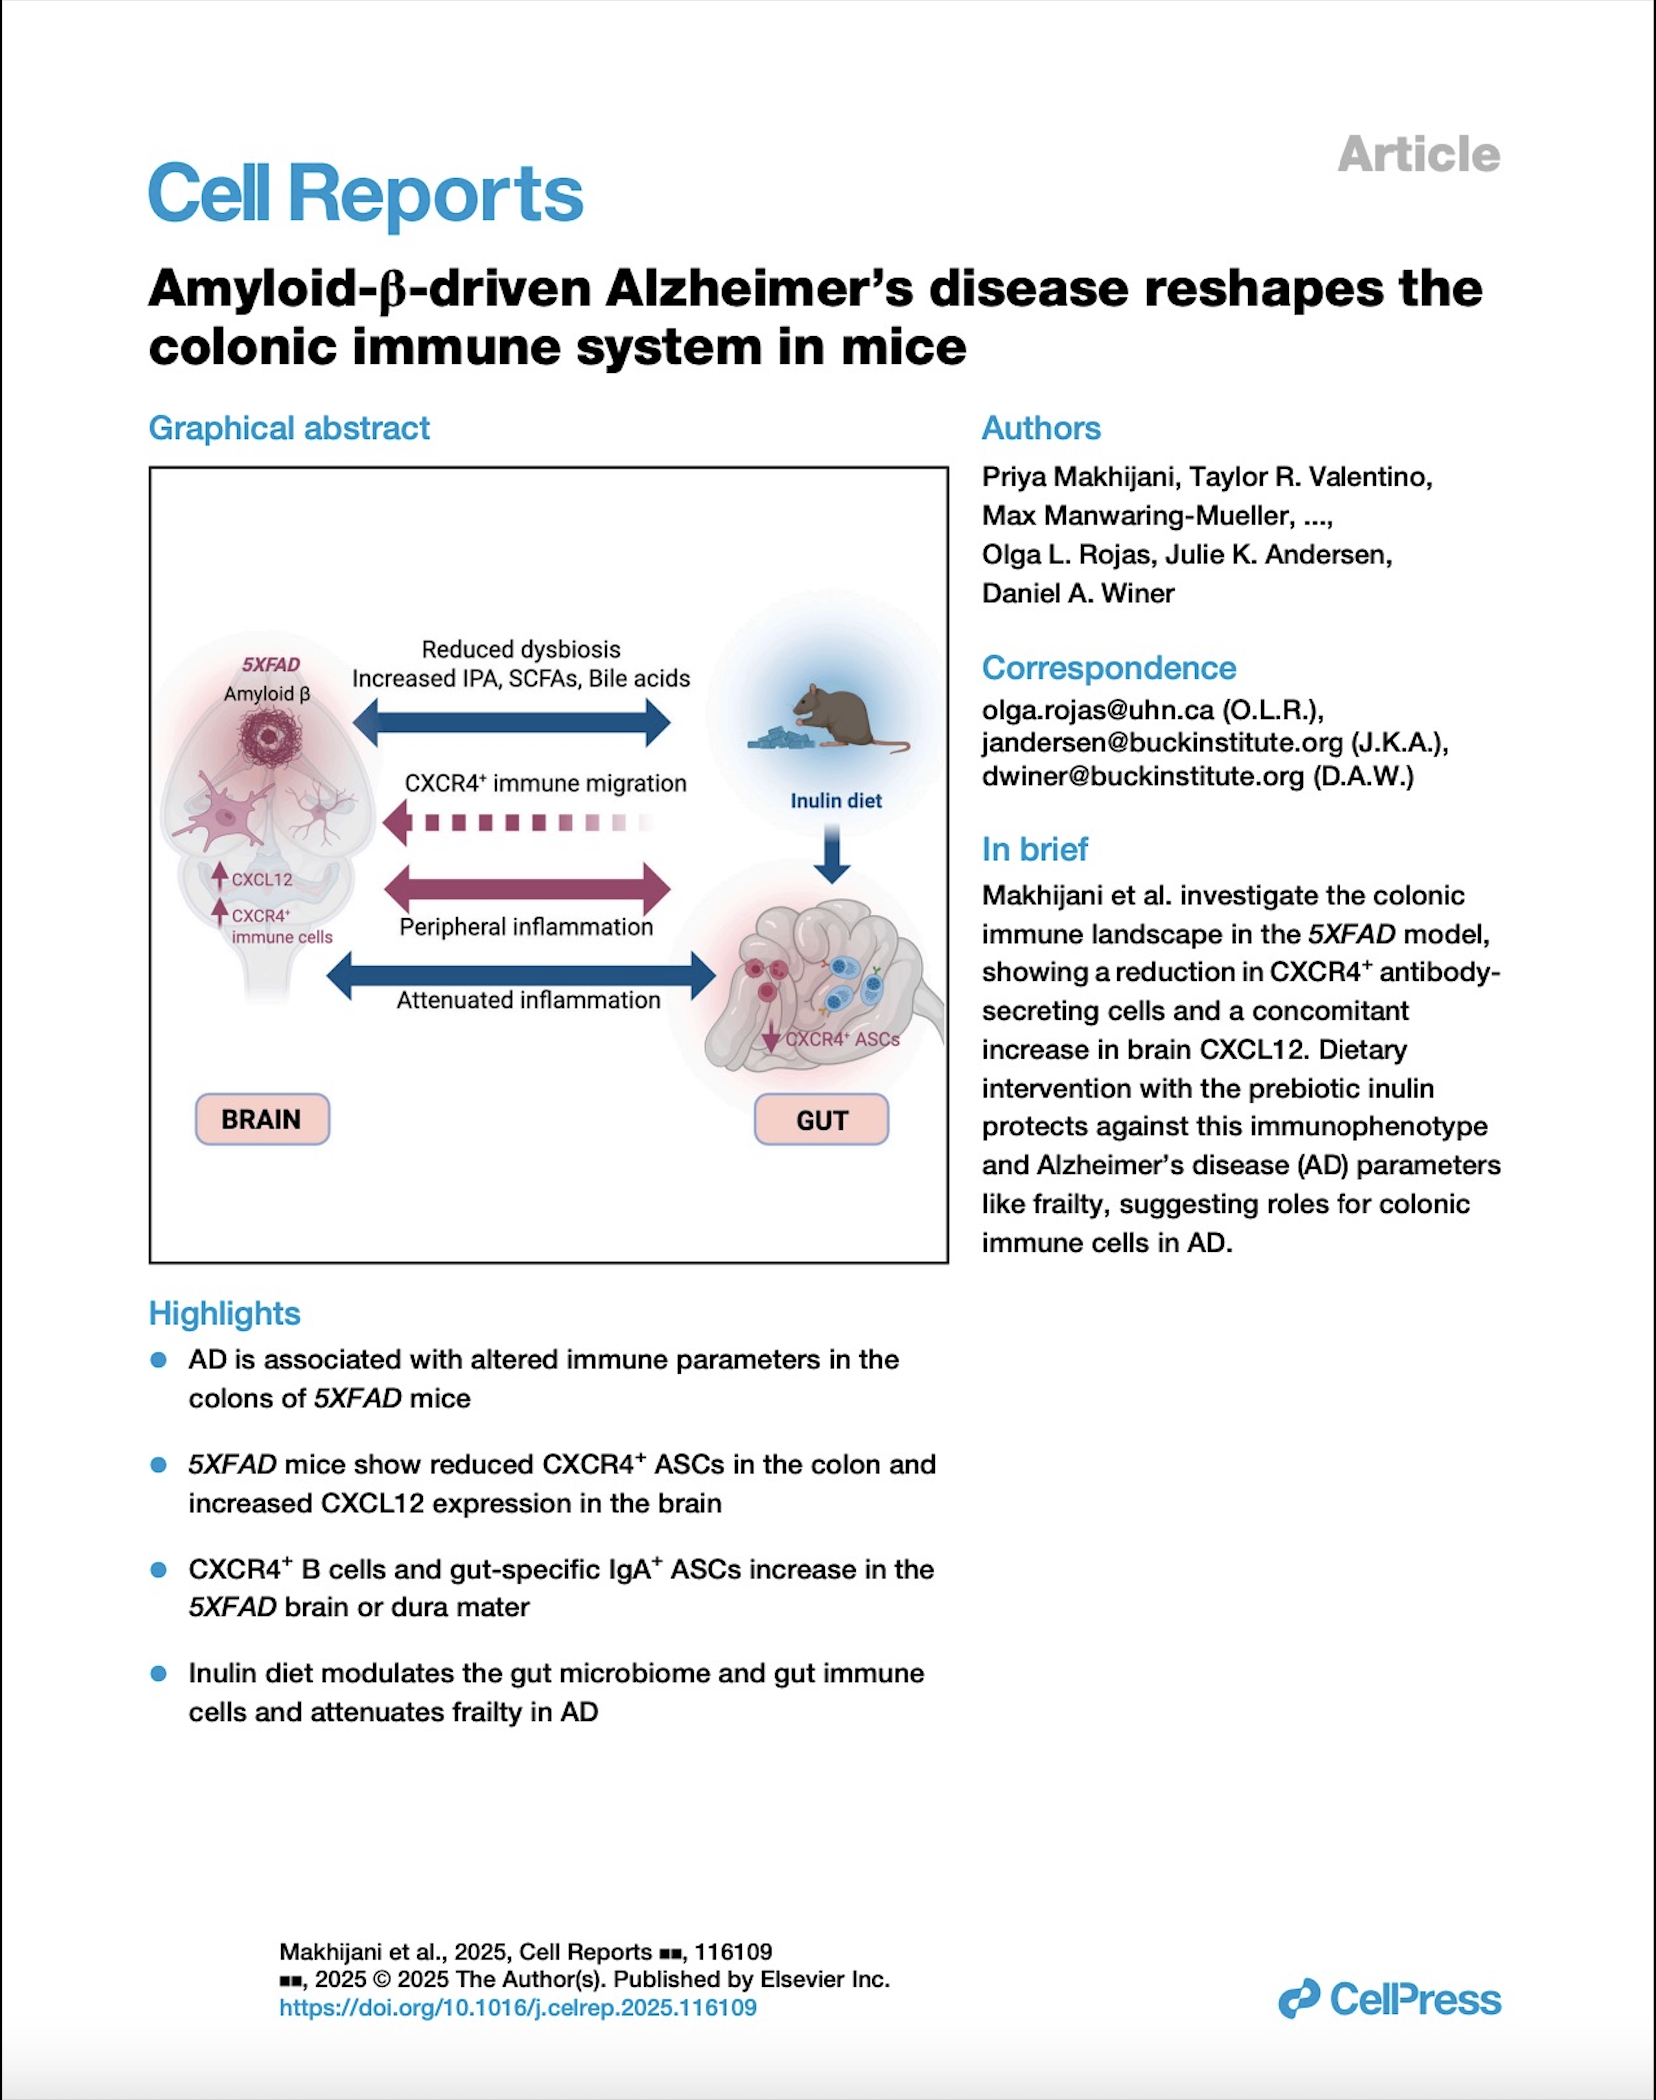 Article
Cell Reports
Amyloid-β-driven Alzheimer's disease reshapes the
colonic immune system in mice
Graphical abstract
5XFAD
Amyloid β
Reduced dysbiosis
Increased IPA, SCFAs, Bile acids
CXCR4⁺ immune migration
Inulin diet
CXCL12
CXCR4⁺
immune cells
Peripheral inflammation
Attenuated inflammation
CXCR4⁺ ASCs
BRAIN
GUT
Authors
Priya Makhijani, Taylor R. Valentino,
Max Manwaring-Mueller, ...,
Olga L. Rojas, Julie K. Andersen,
Daniel A. Winer
Correspondence
olga.rojas@uhn.ca (O.L.R.),
jandersen@buckinstitute.org (J.K.A.),
dwiner@buckinstitute.org (D.A.W.)
In brief
Makhijani et al. investigate the colonic
immune landscape in the 5XFAD model,
showing a reduction in CXCR4⁺ antibody-
secreting cells and a concomitant
increase in brain CXCL12. Dietary
intervention with the prebiotic inulin
protects against this immunophenotype
and Alzheimer's disease (AD) parameters
like frailty, suggesting roles for colonic
immune cells in AD.
Highlights
● AD is associated with altered immune parameters in the
colons of 5XFAD mice
● 5XFAD mice show reduced CXCR4⁺ ASCs in the colon and
increased CXCL12 expression in the brain
● CXCR4⁺ B cells and gut-specific IgA⁺ ASCs increase in the
5XFAD brain or dura mater
● Inulin diet modulates the gut microbiome and gut immune
cells and attenuates frailty in AD
Makhijani et al., 2025, Cell Reports ■■, 116109
■■, 2025 © 2025 The Author(s). Published by Elsevier Inc.
https://doi.org/10.1016/j.celrep.2025.116109
CellPress